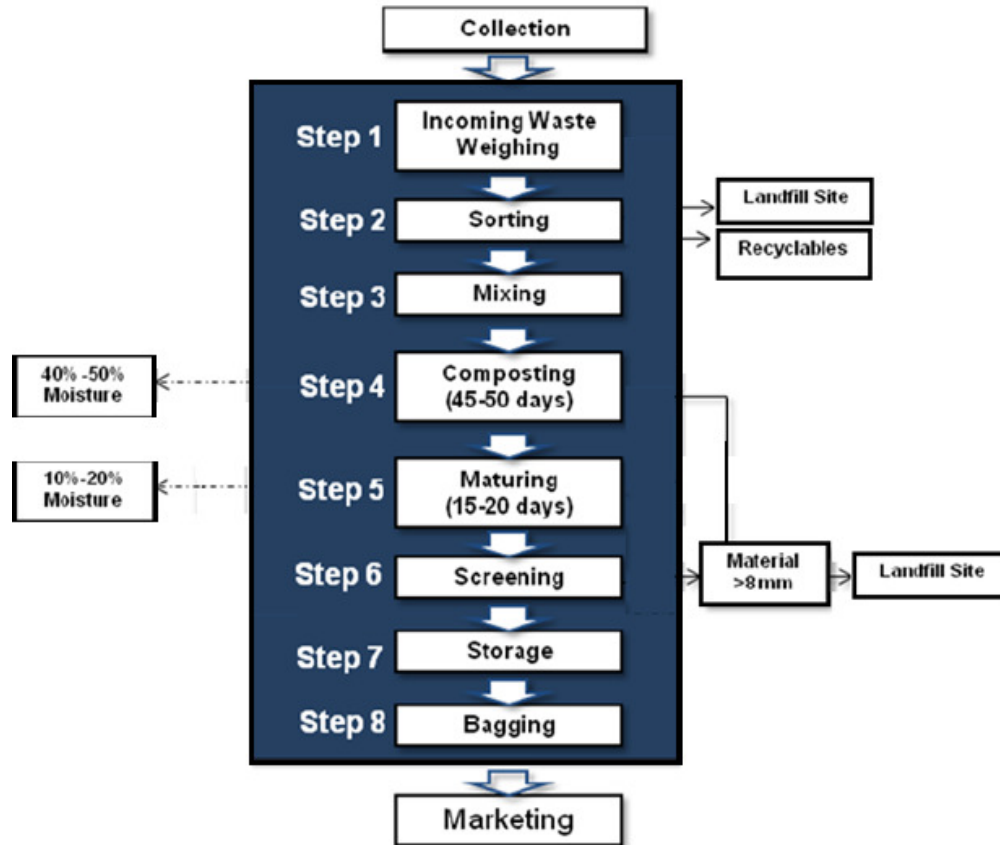 Collection
Step 1
Incoming Waste
Weighing
Step 2
Sorting
Landfill Site
Recyclables
Step 3
Mixing
40% -50%
Moisture
Step 4
Composting
(45-50 days)
10%-20%
Moisture
Step 5
Maturing
(15-20 days)
Step 6
Screening
Material
>8mm
Landfill Site
Step 7
Storage
Step 8
Bagging
Marketing